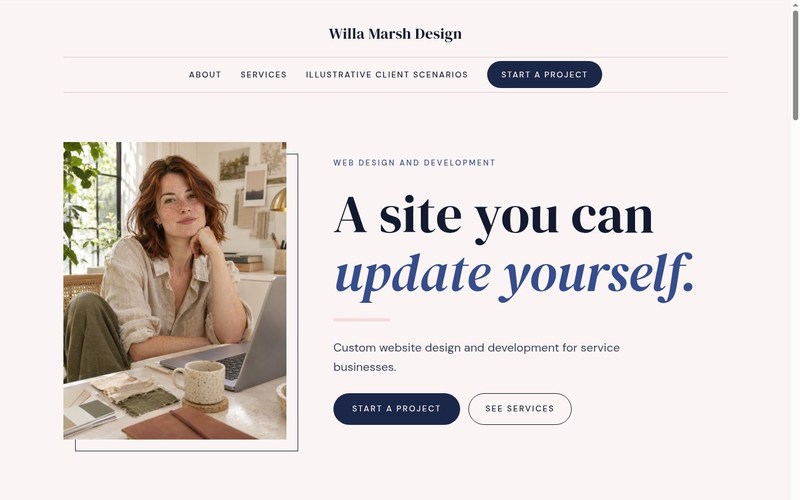 Willa Marsh Design
ABOUT SERVICES ILLUSTRATIVE CLIENT SCENARIOS START A PROJECT
WEB DESIGN AND DEVELOPMENT
A site you can
update yourself.
Custom website design and development for service
businesses.
START A PROJECT SEE SERVICES